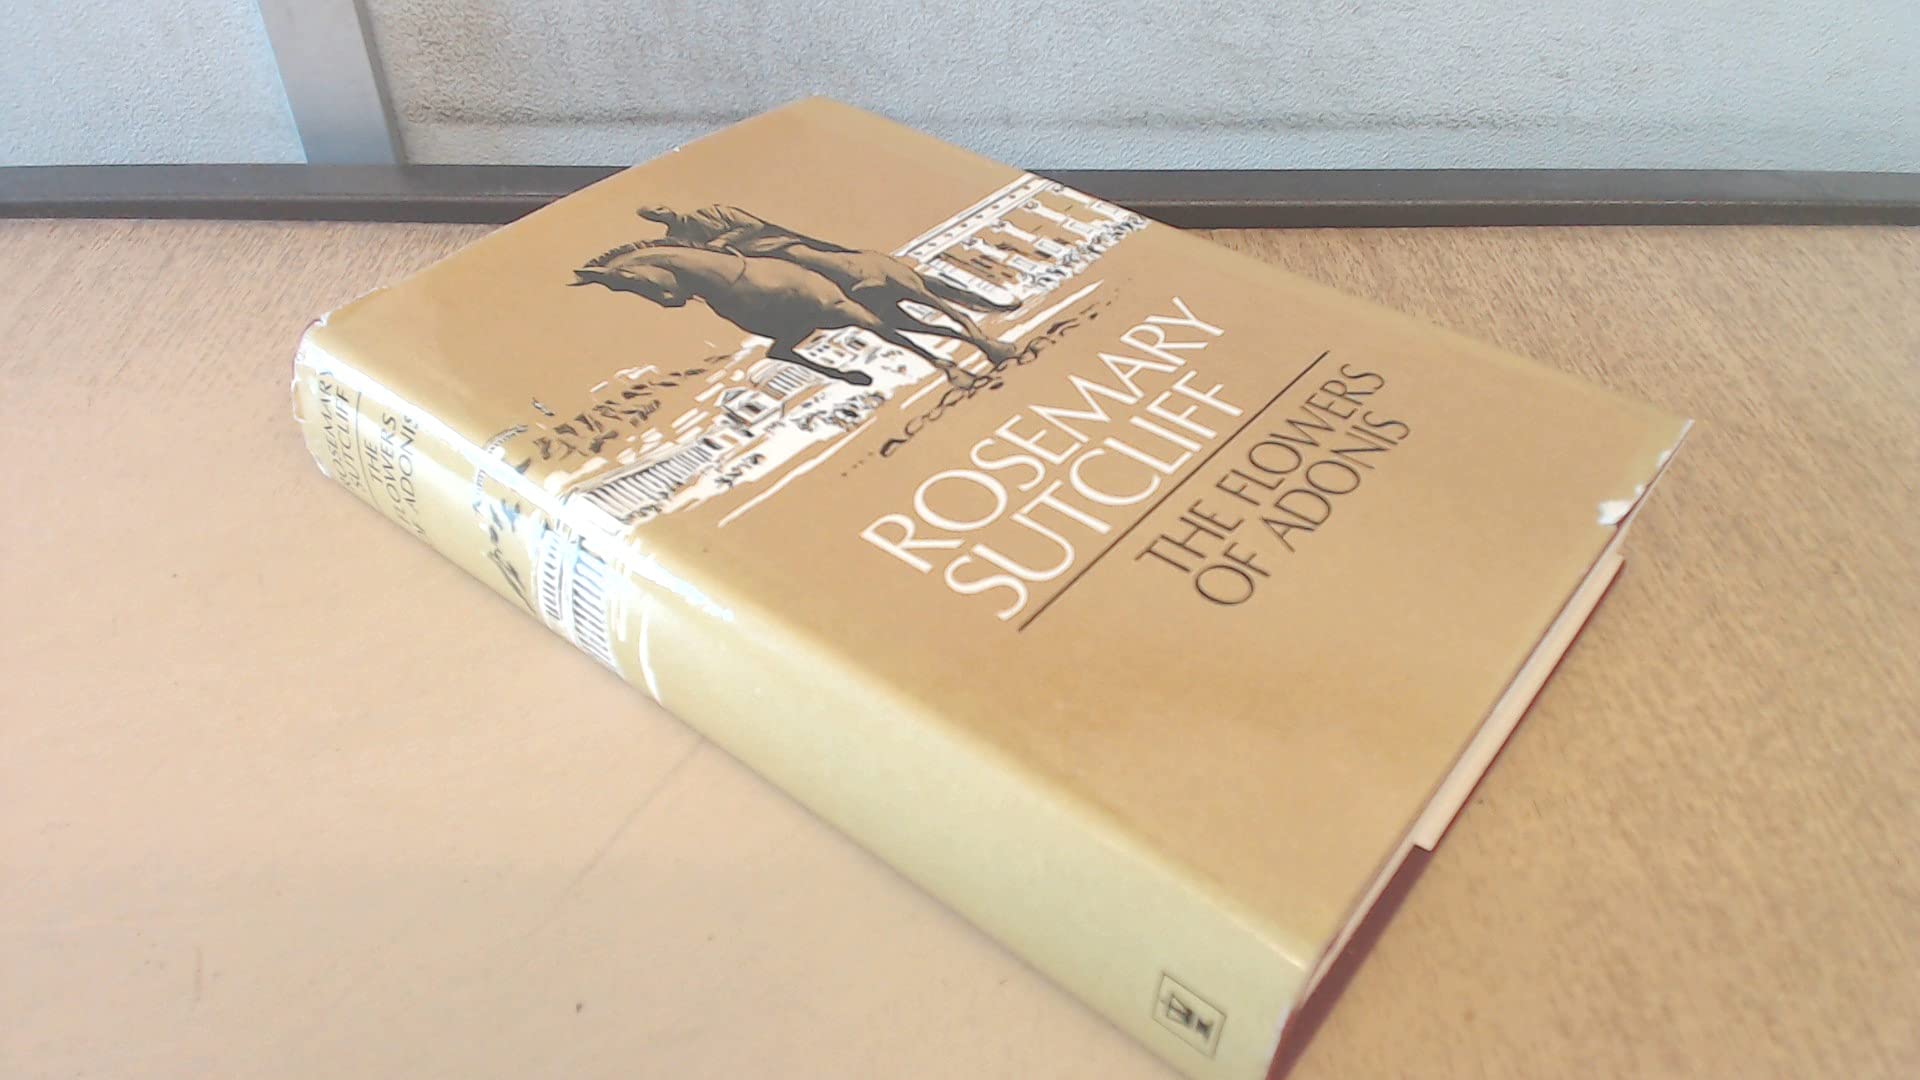 ROSEMARY
SUTCLIFF
THE FLOWERS
OF ADONIS
ROSEMARY
SUTCLIFF
THE
FLOWERS
OF ADONIS